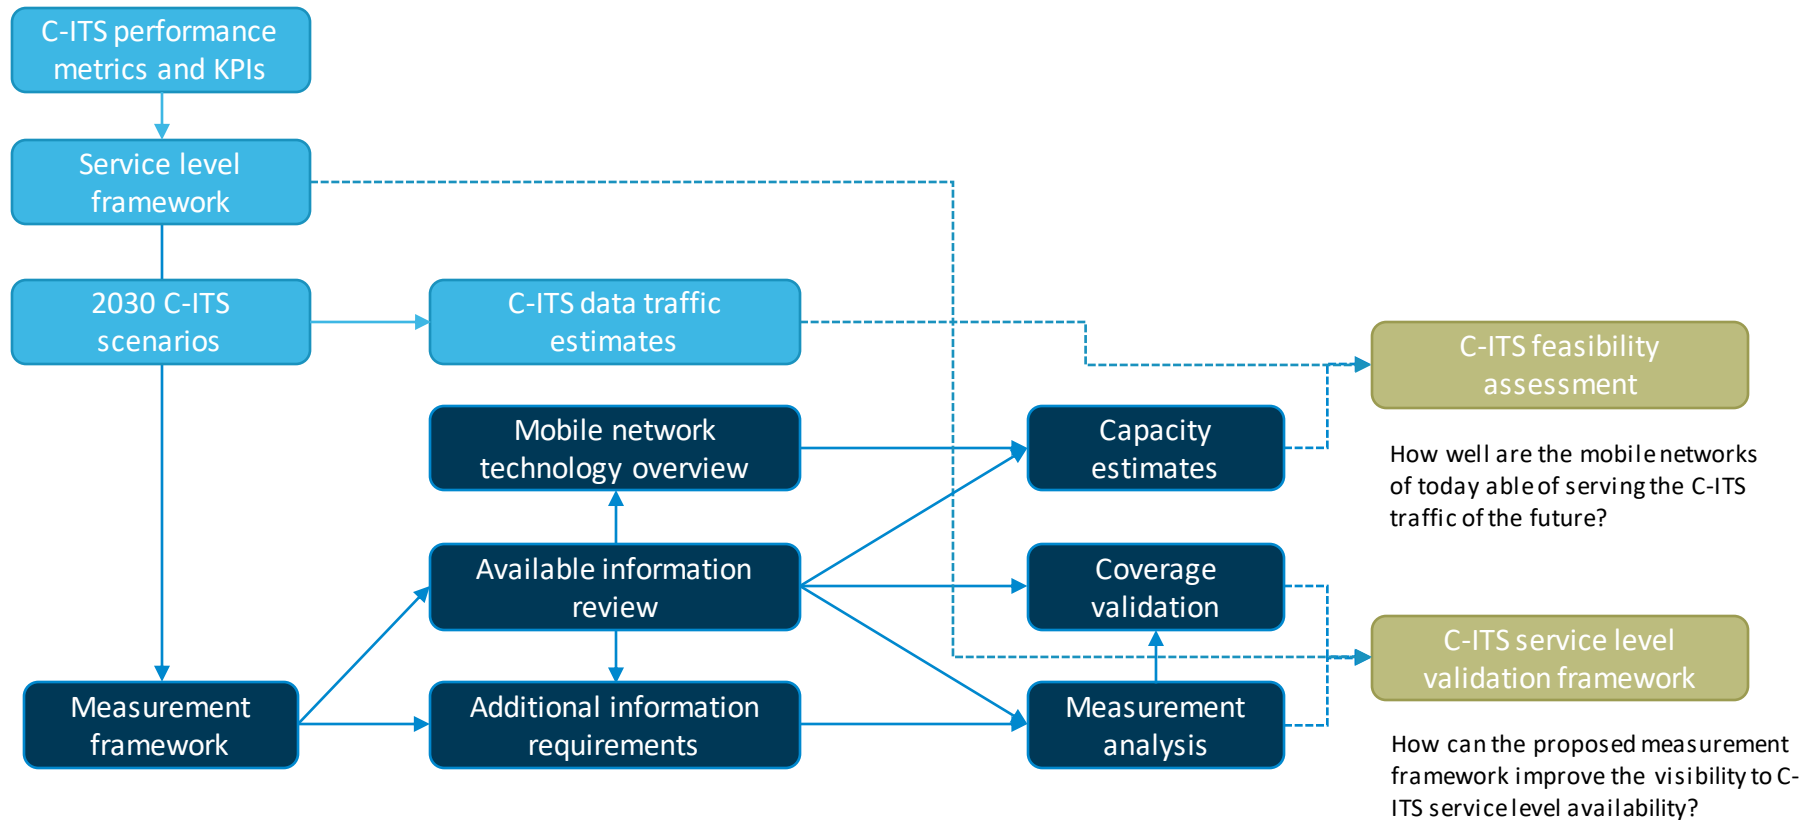 C-ITS performance
metrics and KPIs
Service level
framework
2030 C-ITS
scenarios
C-ITS data traffic
estimates
C-ITS feasibility
assessment
Mobile network
technology overview
Capacity
estimates
How well are the mobile networks
of today able of serving the C-ITS
traffic of the future?
Available information
review
Coverage
validation
C-ITS service level
validation framework
Measurement
framework
Additional information
requirements
Measurement
analysis
How can the proposed measurement
framework improve the visibility to C-
ITS service level availability?